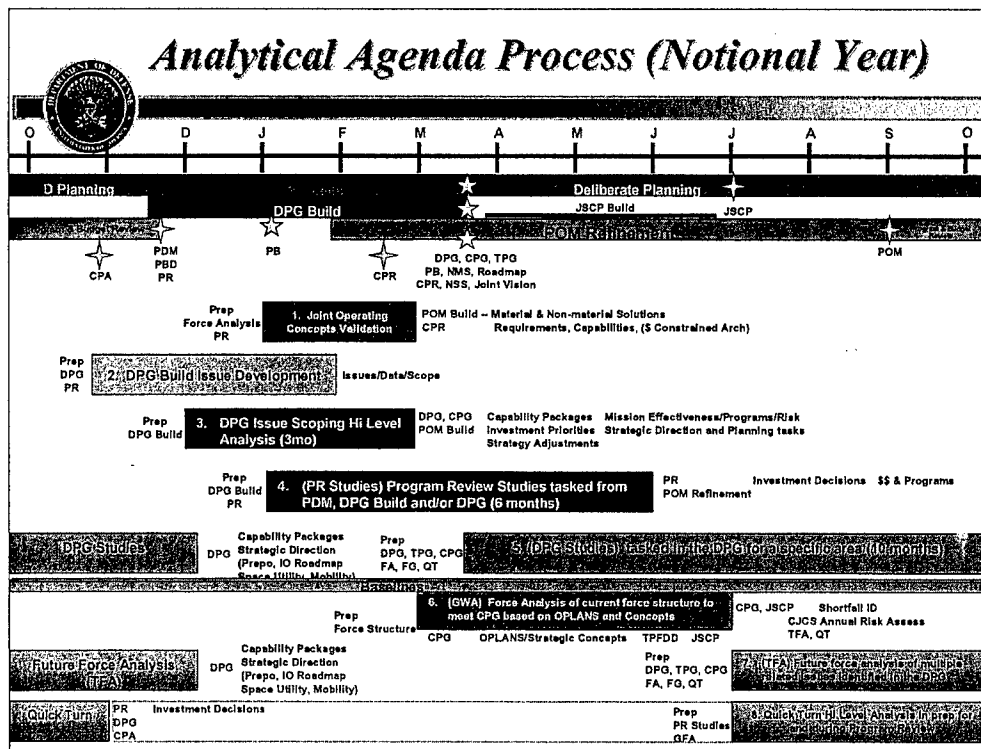 Analytical Agenda Process (Notional Year)
O D J F M A M J J A S O
D Planning
Deliberate Planning
DPG Build
JSCP Build
JSCP
POM Refinement
CPA
PDM
PBD
PR
PB
CPR
DPG, CPG, TPG
PB, NMS, Roadmap
CPR, NSS, Joint Vision
POM
Prep
Force Analysis
PR
1. Joint Operating
Concepts Validation
POM Build -- Material & Non-material Solutions
CPR Requirements, Capabilities, ($ Constrained Arch)
Prep
DPG
PR
2. DPG Build Issue Development
Issues/Data/Scope
Prep
DPG Build
3. DPG Issue Scoping Hi Level
Analysis (3mo)
DPG, CPG Capability Packages Mission Effectiveness/Programs/Risk
POM Build Investment Priorities Strategic Direction and Planning tasks
Strategy Adjustments
Prep
DPG Build
PR
4. (PR Studies) Program Review Studies tasked from
PDM, DPG Build and/or DPG (6 months)
PR Investment Decisions $$ & Programs
POM Refinement
DPG Studies
DPG
Capability Packages
Strategic Direction
(Prepo, IO Roadmap
Space Utility, Mobility)
Prep
DPG, TPG, CPG
FA, FG, QT
5. (DPG Studies) Tasked in the DPG for a specific area (10 months)
Baseline
Prep
Force Structure
6. (GWA) Force Analysis of current force structure to
meet CPG based on OPLANS and Concepts
CPG OPLANS/Strategic Concepts TPFDD JSCP
CPG, JSCP Shortfall ID
CJCS Annual Risk Assess
TFA, QT
Future Force Analysis
(TFA)
DPG
Capability Packages
Strategic Direction
(Prepo, IO Roadmap
Space Utility, Mobility)
Prep
DPG, TPG, CPG
FA, FG, QT
7. (TFA) Future force analysis of multiple
issues identified in the DPG
Quick Turn
PR Investment Decisions
DPG
CPA
Prep
PR Studies
GFA
8. Quick Turn Hi Level Analysis in prep for
and during Program Review